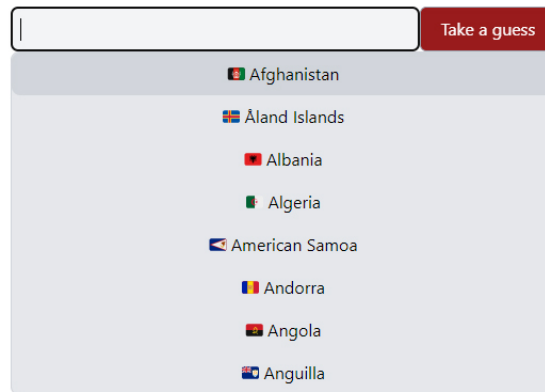 Take a guess
Afghanistan
Åland Islands
Albania
Algeria
American Samoa
Andorra
Angola
Anguilla